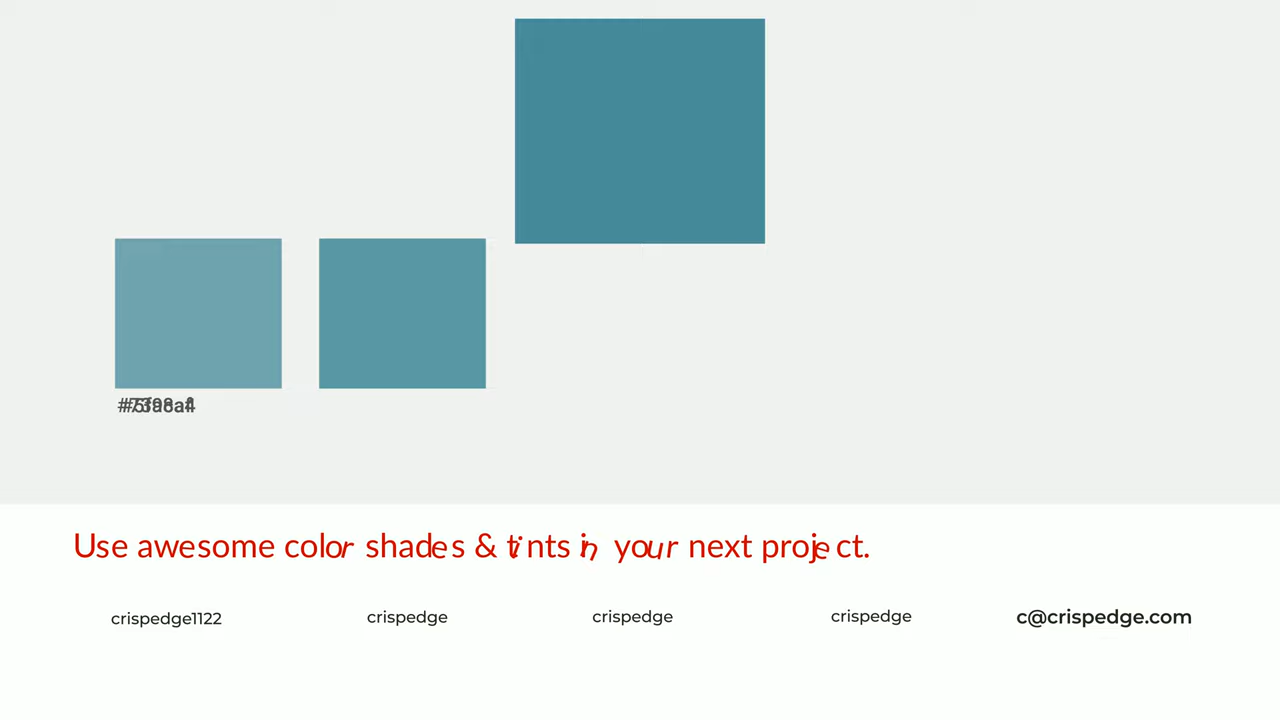 Use awesome color shades & tints in your next project.
crispedge1122 crispedge crispedge crispedge c@crispedge.com